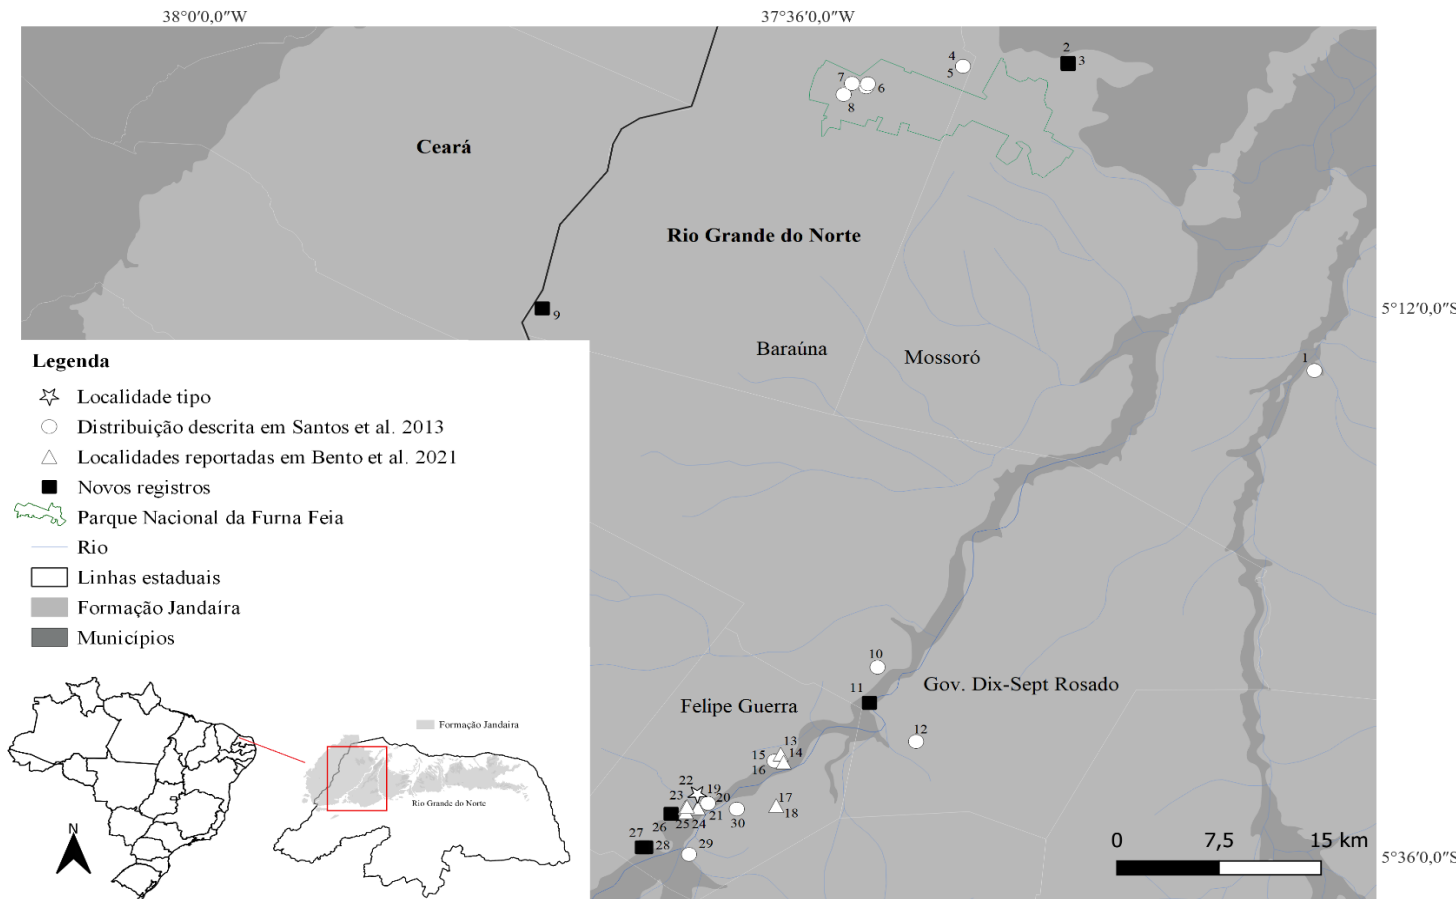 38°0′0,0″W
37°36′0,0″W
2
3
4
5
7
6
8
Ceará
Rio Grande do Norte
5°12′0,0″S
9
Baraúna
Mossoró
1
Legenda
Localidade tipo
Distribuição descrita em Santos et al. 2013
Localidades reportadas em Bento et al. 2021
Novos registros
Parque Nacional da Furna Feia
Rio
Linhas estaduais
Formação Jandaíra
Municípios
10
11
Gov. Dix-Sept Rosado
Felipe Guerra
12
13
15
14
16
22
19
23
20
17
26
25
24
21
30
18
27
28
29
Formação Jandaira
Rio Grande do Norte
N
0
7,5
15 km
5°36′0,0″S